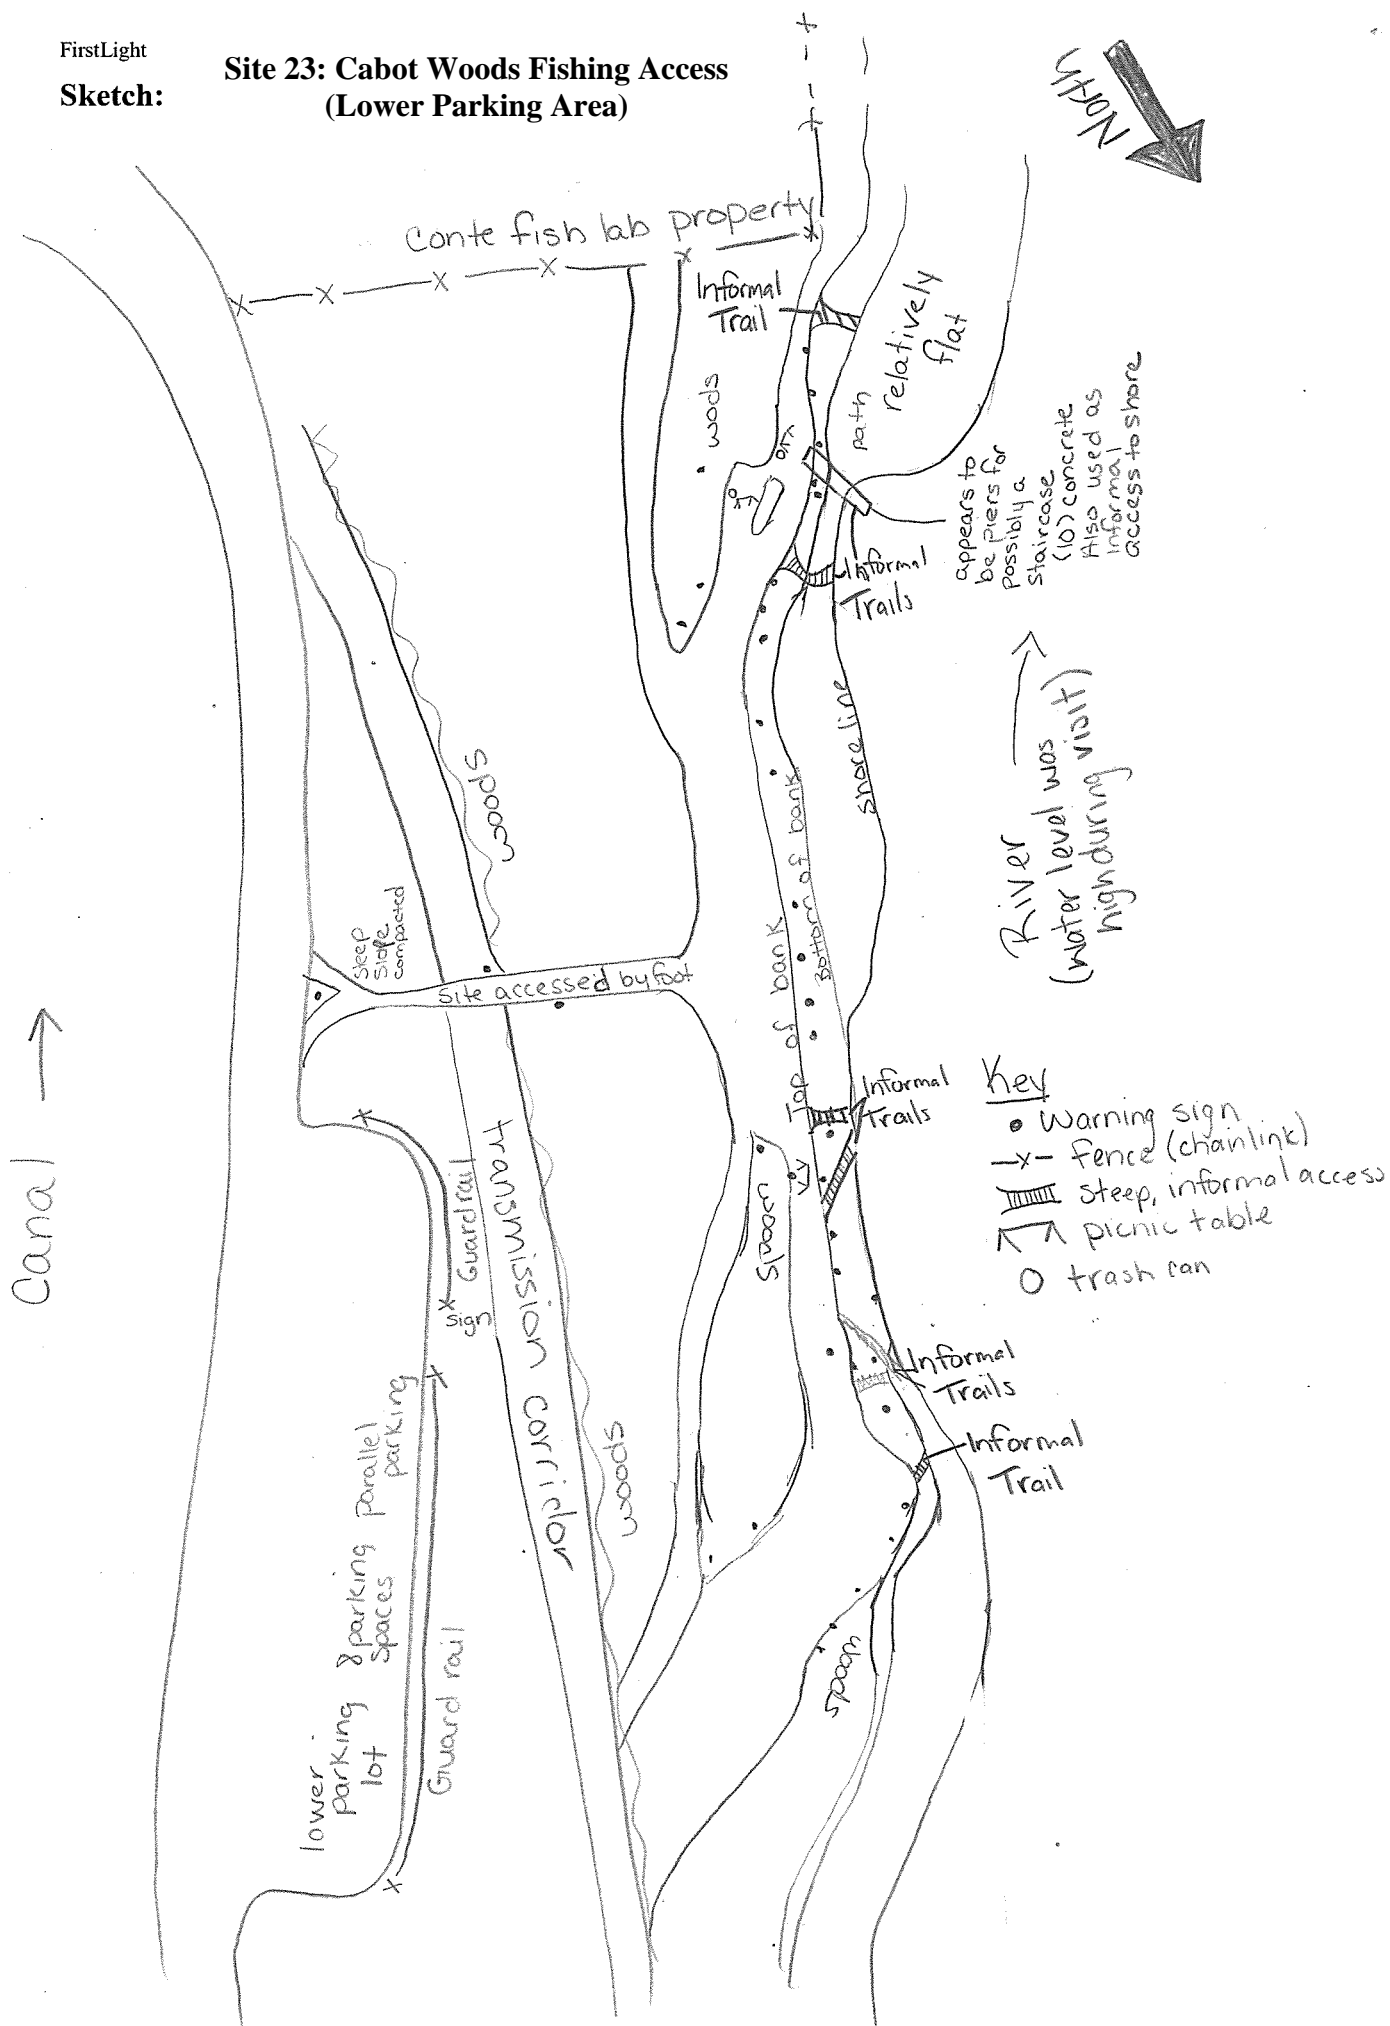 FirstLight
Sketch:
Site 23: Cabot Woods Fishing Access
(Lower Parking Area)
North
Conte fish lab property
Informal
Trail
relatively
flat
path
wods
appears to
be piers for
possibly a
staircase
(10) concrete
Also used as
informal
access to shore
Informal
Trails
shoreline
River
(water level was
high during visit)
woods
Bottom of bank
Top of bank
Steep
Slope
compacted
Site accessed by foot
Canal
Informal
Trails
Key
Warning sign
-x- fence (chainlink)
steep, informal access
picnic table
trash can
Guardrail
sign
transmission corridor
woods
woods
Informal
Trails
Informal
Trail
lower
parking
lot
8 parking parallel
spaces parking
Guard rail
woods